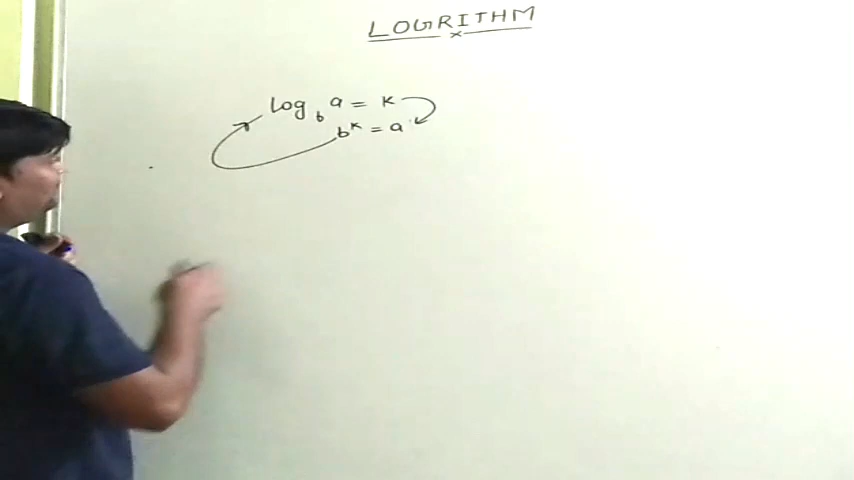 LOGRITHM
log_b a = k
b^k = a